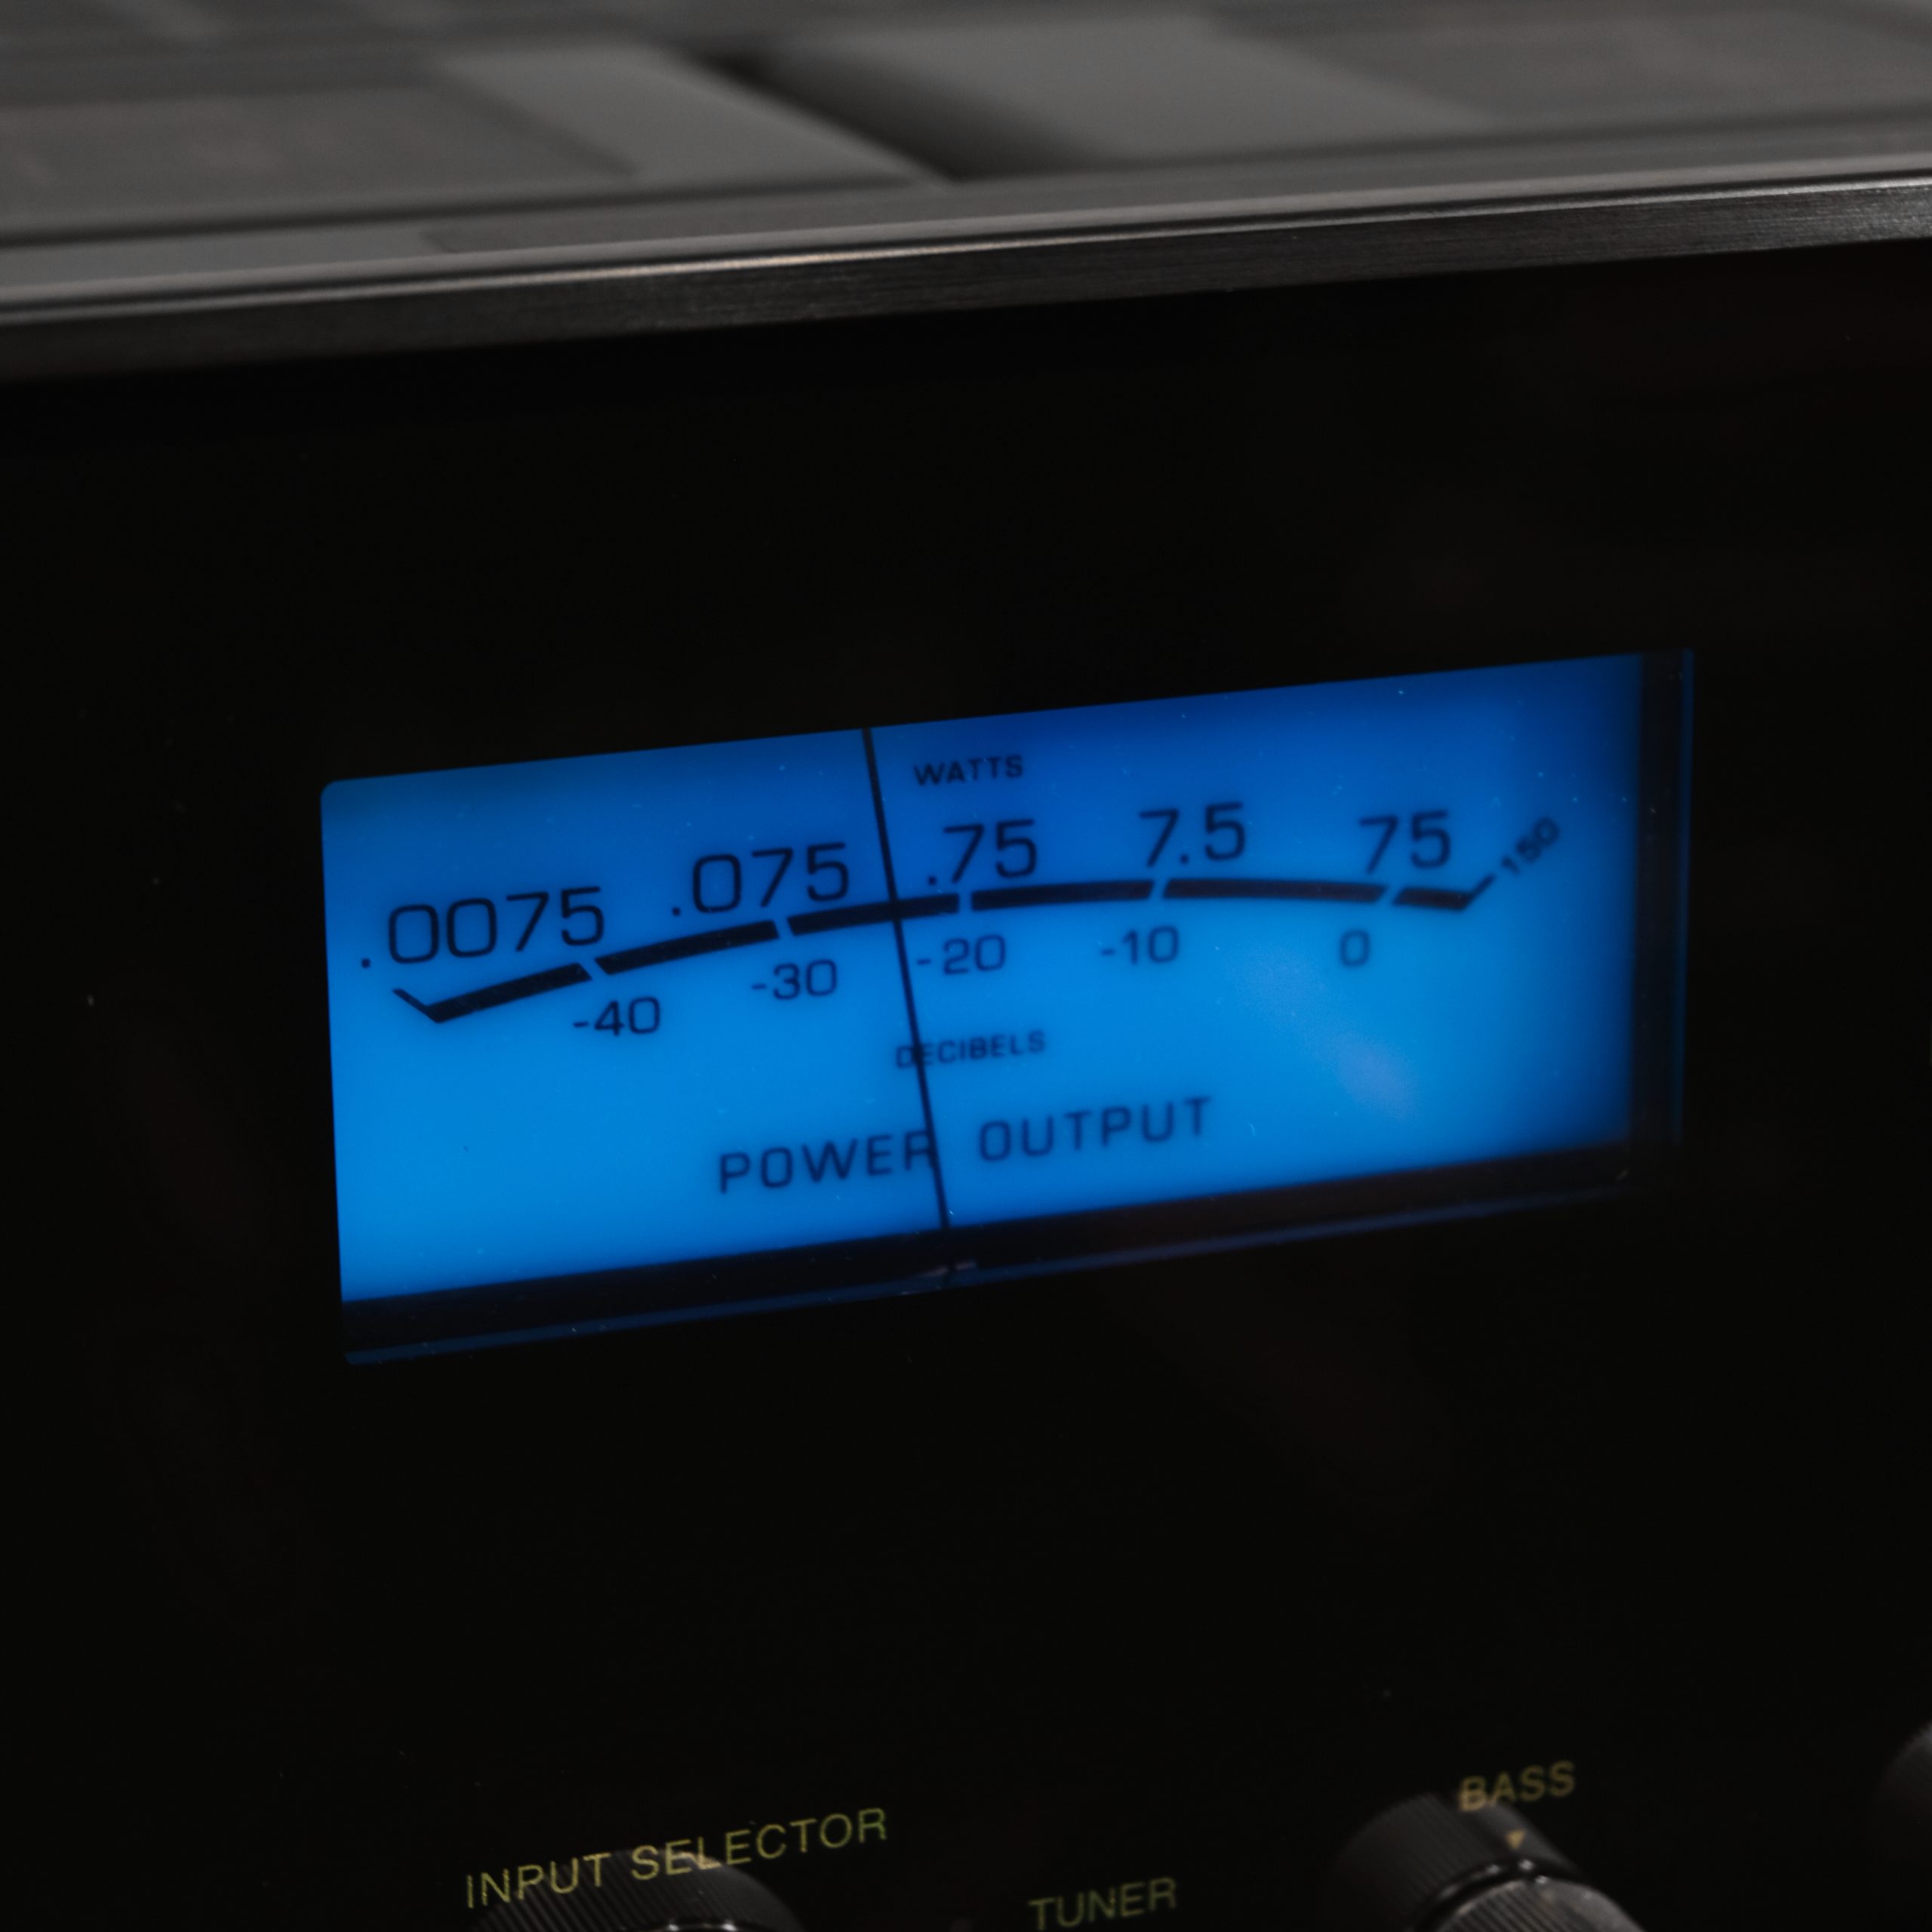 WATTS
.0075 .075 .75 7.5 75 150
-40 -30 -20 -10 0
DECIBELS
POWER OUTPUT
BASS
INPUT SELECTOR
TUNER